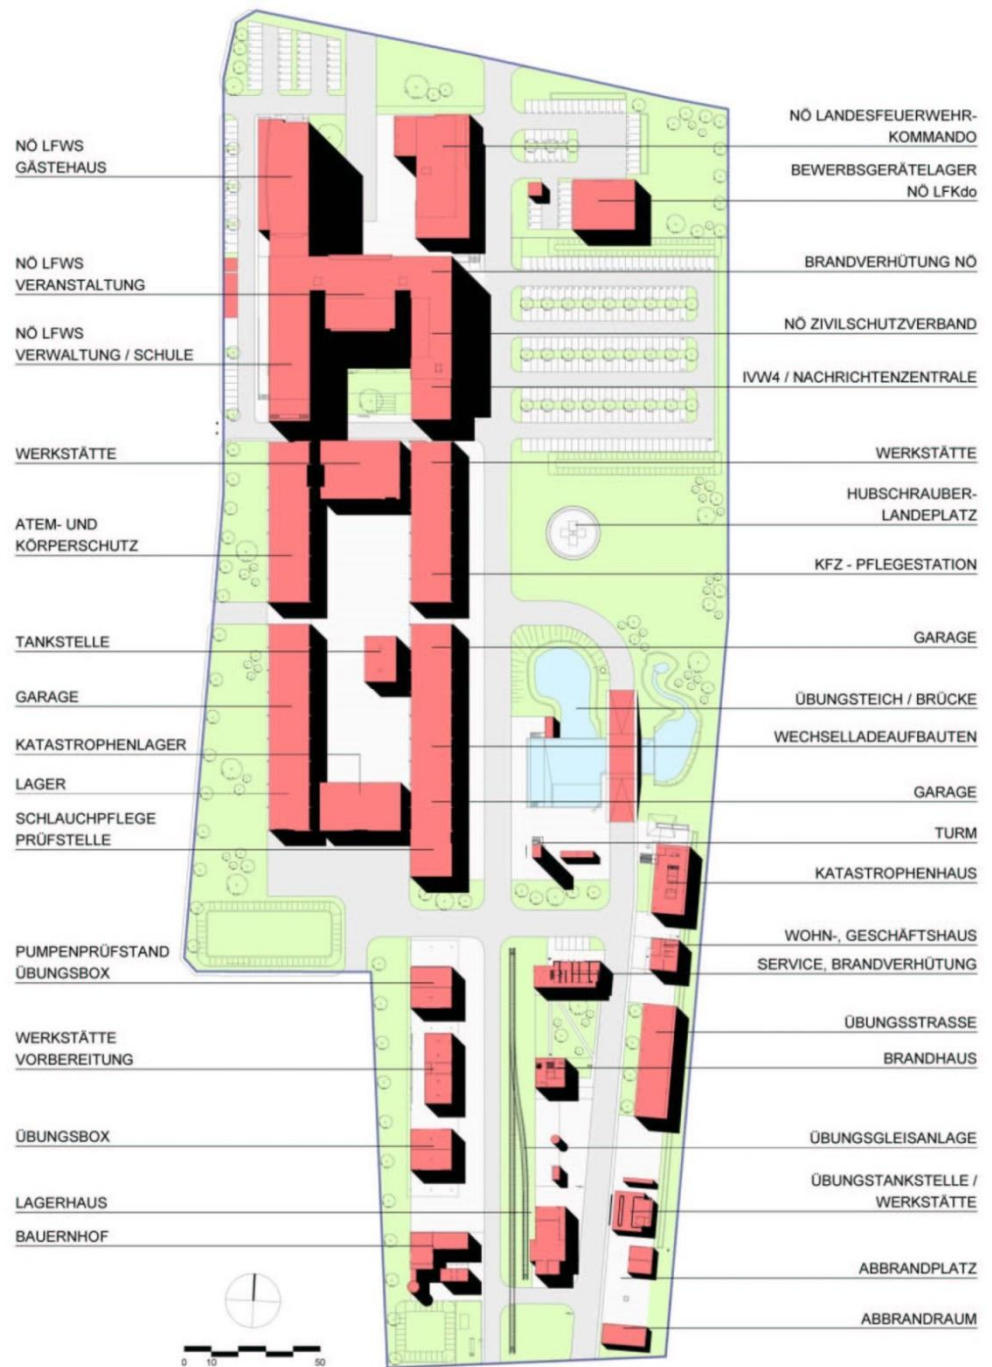 NÖ LFWS
GÄSTEHAUS
NÖ LFWS
VERANSTALTUNG
NÖ LFWS
VERWALTUNG / SCHULE
WERKSTÄTTE
ATEM- UND
KÖRPERSCHUTZ
TANKSTELLE
GARAGE
KATASTROPHENLAGER
LAGER
SCHLAUCHPFLEGE
PRÜFSTELLE
PUMPENPRÜFSTAND
ÜBUNGSBOX
WERKSTÄTTE
VORBEREITUNG
ÜBUNGSBOX
LAGERHAUS
BAUERNHOF
0 10 50
NÖ LANDESFEUERWEHR-
KOMMANDO
BEWERBSGERÄTELAGER
NÖ LFKdo
BRANDVERHÜTUNG NÖ
NÖ ZIVILSCHUTZVERBAND
IVW4 / NACHRICHTENZENTRALE
WERKSTÄTTE
HUBSCHRAUBER-
LANDEPLATZ
KFZ - PFLEGESTATION
GARAGE
ÜBUNGSTEICH / BRÜCKE
WECHSELLADEAUFBAUTEN
GARAGE
TURM
KATASTROPHENHAUS
WOHN-, GESCHÄFTSHAUS
SERVICE, BRANDVERHÜTUNG
ÜBUNGSSTRASSE
BRANDHAUS
ÜBUNGSGLEISANLAGE
ÜBUNGSTANKSTELLE /
WERKSTÄTTE
ABBRANDPLATZ
ABBRANDRAUM